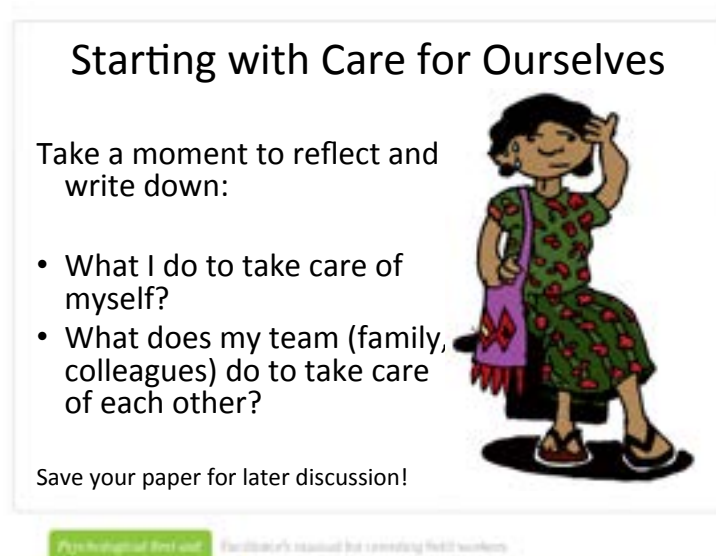 Starting with Care for Ourselves
Take a moment to reflect and
write down:
• What I do to take care of
myself?
• What does my team (family,
colleagues) do to take care
of each other?
Save your paper for later discussion!
Psychological first aid
Facilitator's manual for orienting field workers